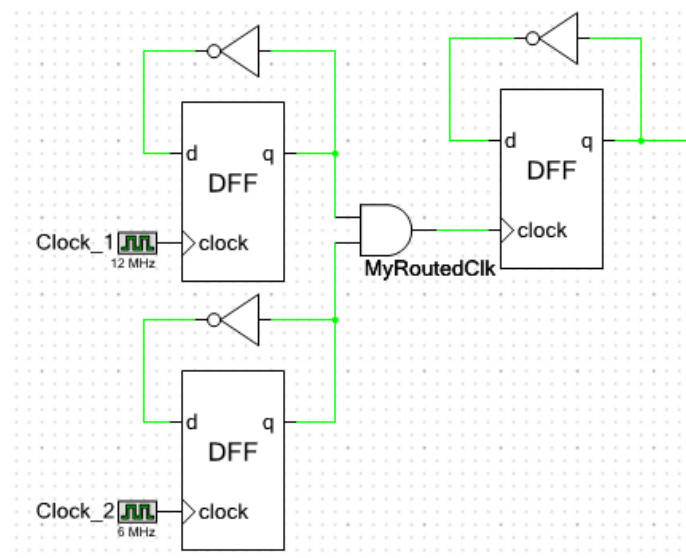 d q
DFF
Clock_1 clock
12 MHz
d q
DFF
clock
MyRoutedClk
d q
DFF
Clock_2 clock
6 MHz